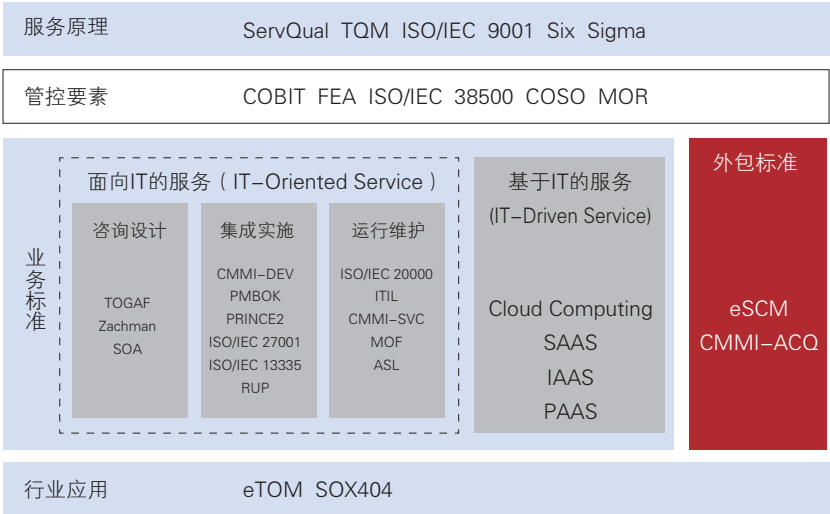 服务原理
ServQual TQM ISO/IEC 9001 Six Sigma
管控要素
COBIT FEA ISO/IEC 38500 COSO MOR
业务标准
面向IT的服务（IT-Oriented Service）
咨询设计
TOGAF
Zachman
SOA
集成实施
CMMI-DEV
PMBOK
PRINCE2
ISO/IEC 27001
ISO/IEC 13335
RUP
运行维护
ISO/IEC 20000
ITIL
CMMI-SVC
MOF
ASL
基于IT的服务
(IT-Driven Service)
Cloud Computing
SAAS
IAAS
PAAS
外包标准
eSCM
CMMI-ACQ
行业应用
eTOM SOX404